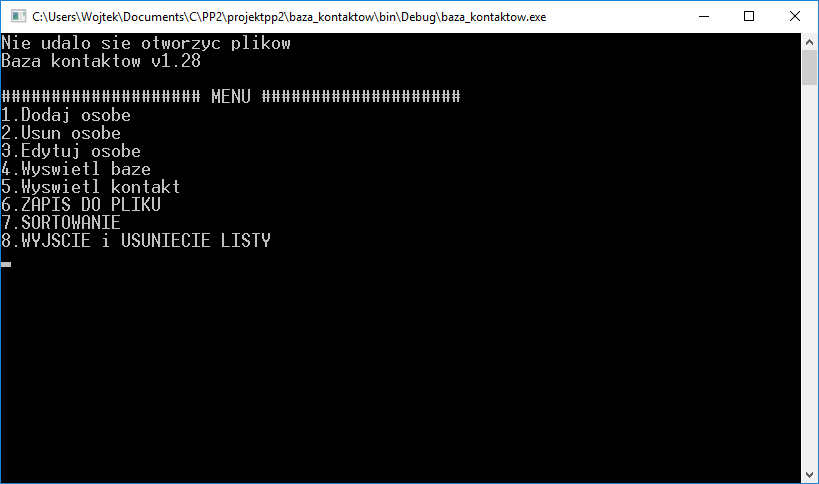 C:\Users\Wojtek\Documents\C\PP2\projektpp2\baza_kontaktow\bin\Debug\baza_kontaktow.exe
Nie udalo sie otworzyc plikow
Baza kontaktow v1.28
#################### MENU ####################
1.Dodaj osobe
2.Usun osobe
3.Edytuj osobe
4.Wyswietl baze
5.Wyswietl kontakt
6.ZAPIS DO PLIKU
7.SORTOWANIE
8.WYJSCIE i USUNIECIE LISTY